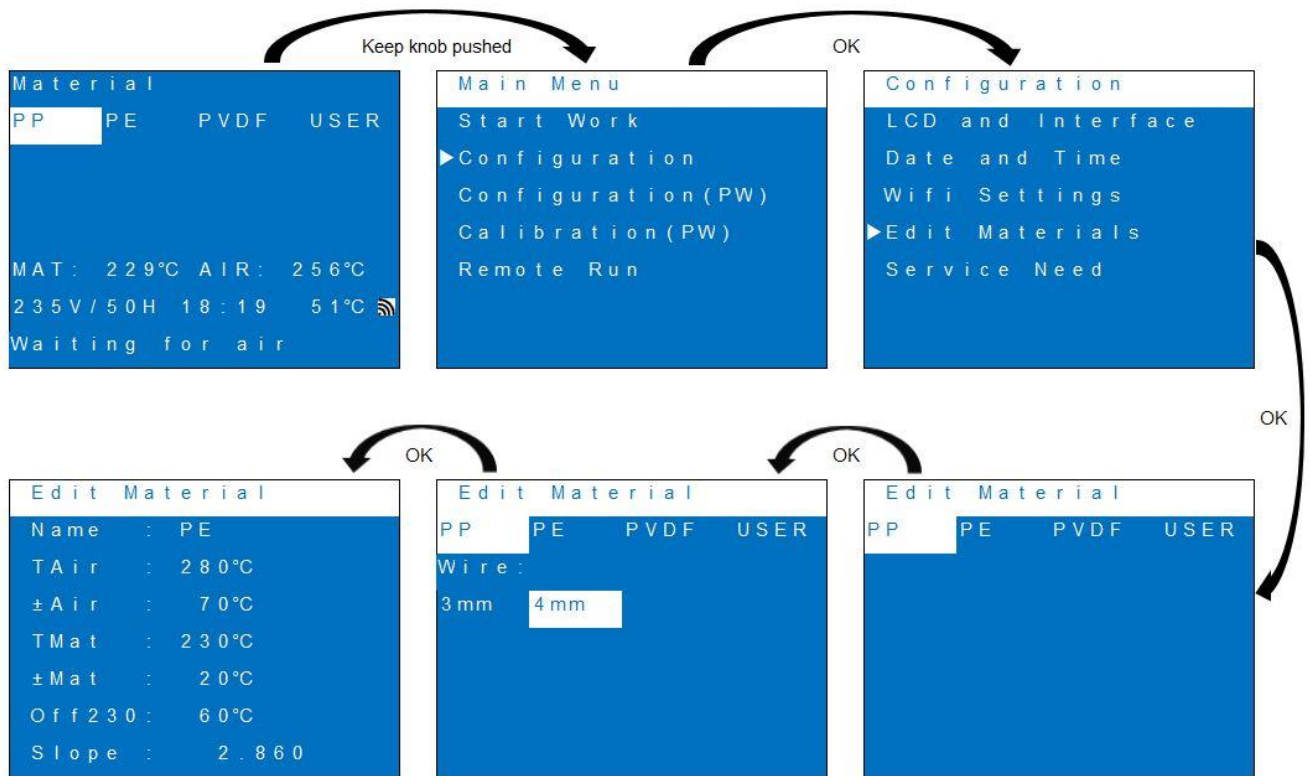 Keep knob pushed
OK
Material
PP PE PVDF USER
MAT: 229°C AIR: 256°C
235V/50H 18:19 51°C
Waiting for air
Main Menu
Start Work
Configuration
Configuration(PW)
Calibration(PW)
Remote Run
Configuration
LCD and Interface
Date and Time
Wifi Settings
Edit Materials
Service Need
OK
OK
OK
Edit Material
PP PE PVDF USER
Edit Material
PP PE PVDF USER
Wire:
3mm 4mm
Edit Material
Name : PE
TAir : 280°C
±Air : 70°C
TMat : 230°C
±Mat : 20°C
Off230: 60°C
Slope : 2.860